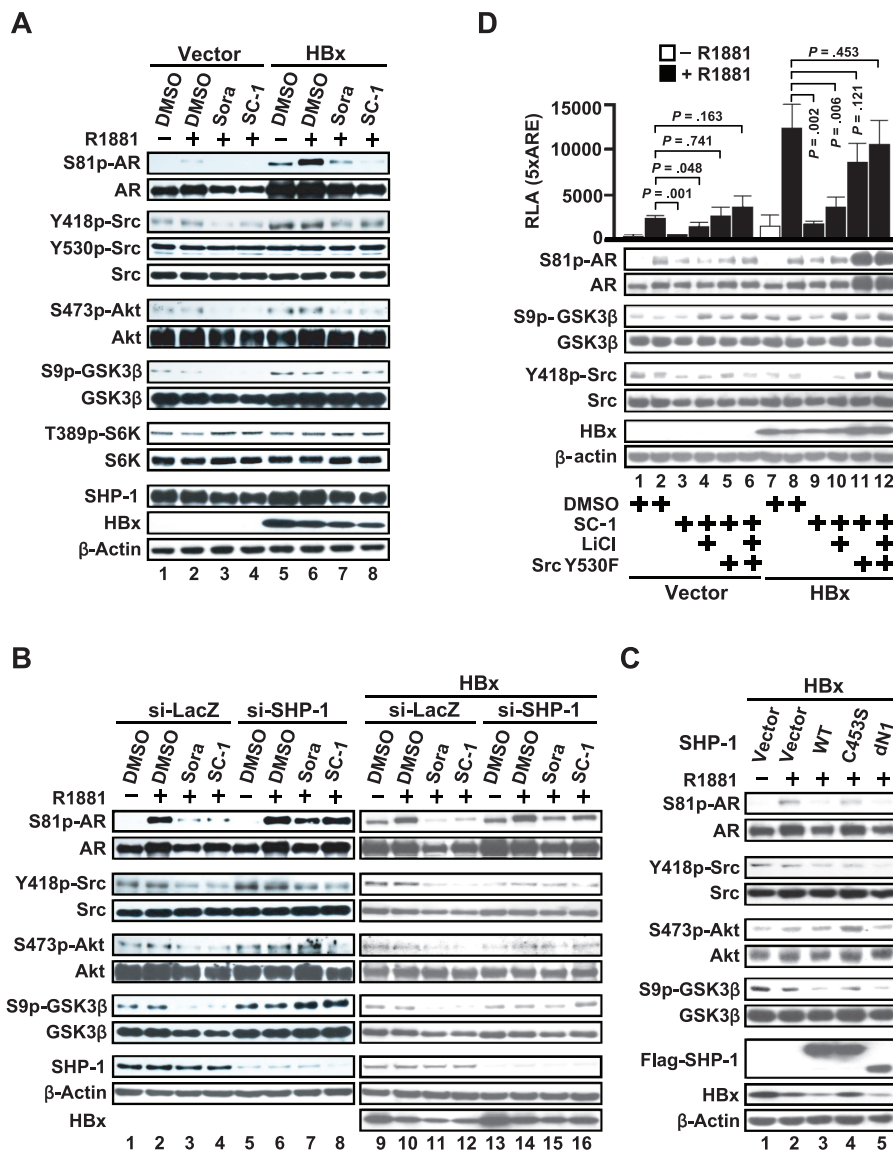 A
Vector HBx
DMSO DMSO Sora SC-1 DMSO DMSO Sora SC-1
R1881 − + + + − + + +
S81p-AR
AR
Y418p-Src
Y530p-Src
Src
S473p-Akt
Akt
S9p-GSK3β
GSK3β
T389p-S6K
S6K
SHP-1
HBx
β-Actin
1 2 3 4 5 6 7 8
D
− R1881
+ R1881
P = .453
P = .163
P = .741
P = .048
P = .001
P = .002
P = .006
P = .121
RLA (5xARE)
15000
10000
5000
0
S81p-AR
AR
S9p-GSK3β
GSK3β
Y418p-Src
Src
HBx
β-actin
1 2 3 4 5 6 7 8 9 10 11 12
DMSO + + + +
SC-1 + + + + + + + +
LiCl + + + +
Src Y530F + + + +
Vector HBx
B
HBx
si-LacZ si-SHP-1 si-LacZ si-SHP-1
DMSO DMSO Sora SC-1 DMSO DMSO Sora SC-1 DMSO DMSO Sora SC-1 DMSO DMSO Sora SC-1
R1881 − + + + − + + + − + + + − + + +
S81p-AR
AR
Y418p-Src
Src
S473p-Akt
Akt
S9p-GSK3β
GSK3β
SHP-1
β-Actin
HBx
1 2 3 4 5 6 7 8 9 10 11 12 13 14 15 16
C
HBx
SHP-1 Vector Vector WT C453S dN1
R1881 − + + + +
S81p-AR
AR
Y418p-Src
Src
S473p-Akt
Akt
S9p-GSK3β
GSK3β
Flag-SHP-1
HBx
β-Actin
1 2 3 4 5